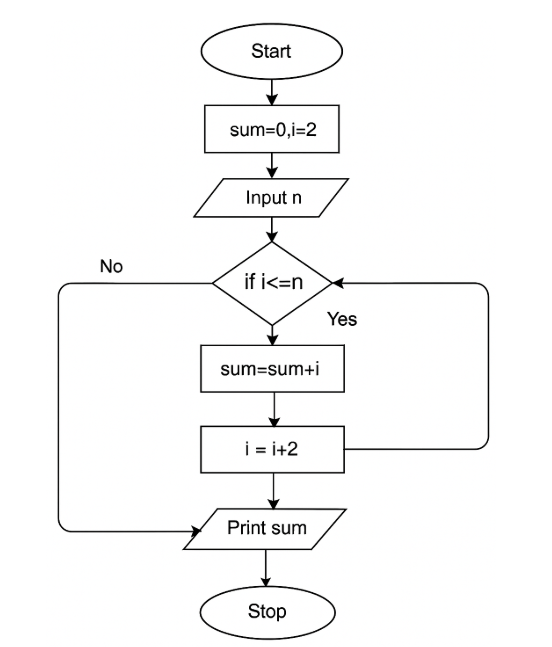 Start
sum=0,i=2
Input n
if i<=n
No
Yes
sum=sum+i
i = i+2
Print sum
Stop